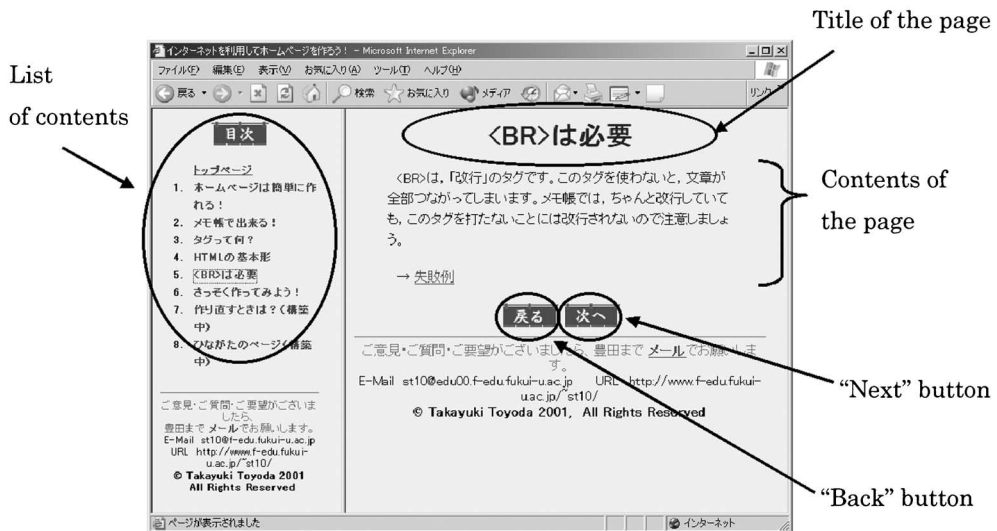 Title of the page
インターネットを利用してホームページを作ろう! - Microsoft Internet Explorer
ファイル(F) 編集(E) 表示(V) お気に入り(A) ツール(T) ヘルプ(H)
戻る 検索 お気に入り メディア リンク
List
of contents
目次
トップページ
1. ホームページは簡単に作
れる!
2. メモ帳で出来る!
3. タグって何?
4. HTMLの基本形
5. <BR>は必要
6. さっそく作ってみよう!
7. 作り直すときは?(構築
中)
8. ひながたのページ(構築
中)
ご意見・ご質問・ご要望がございま
したら、
豊田まで メールでお願いします。
E-Mail st10@f-edu.fukui-u.ac.jp
URL http://www.f-edu.fukui-
u.ac.jp/~st10/
© Takayuki Toyoda 2001
All Rights Reserved
<BR>は必要
<BR>は,「改行」のタグです。このタグを使わないと,文章が
全部つながってしまいます。メモ帳では,ちゃんと改行していて
も,このタグを打たないことには改行されないので注意しましょ
う。
→ 失敗例
戻る 次へ
ご意見・ご質問・ご要望がございましたら、豊田まで メールでお願いしま
す。
E-Mail st10@edu00.f-edu.fukui-u.ac.jp URL http://www.f-edu.fukui-
u.ac.jp/~st10/
© Takayuki Toyoda 2001, All Rights Reserved
Contents of
the page
“Next” button
“Back” button
ページが表示されました インターネット